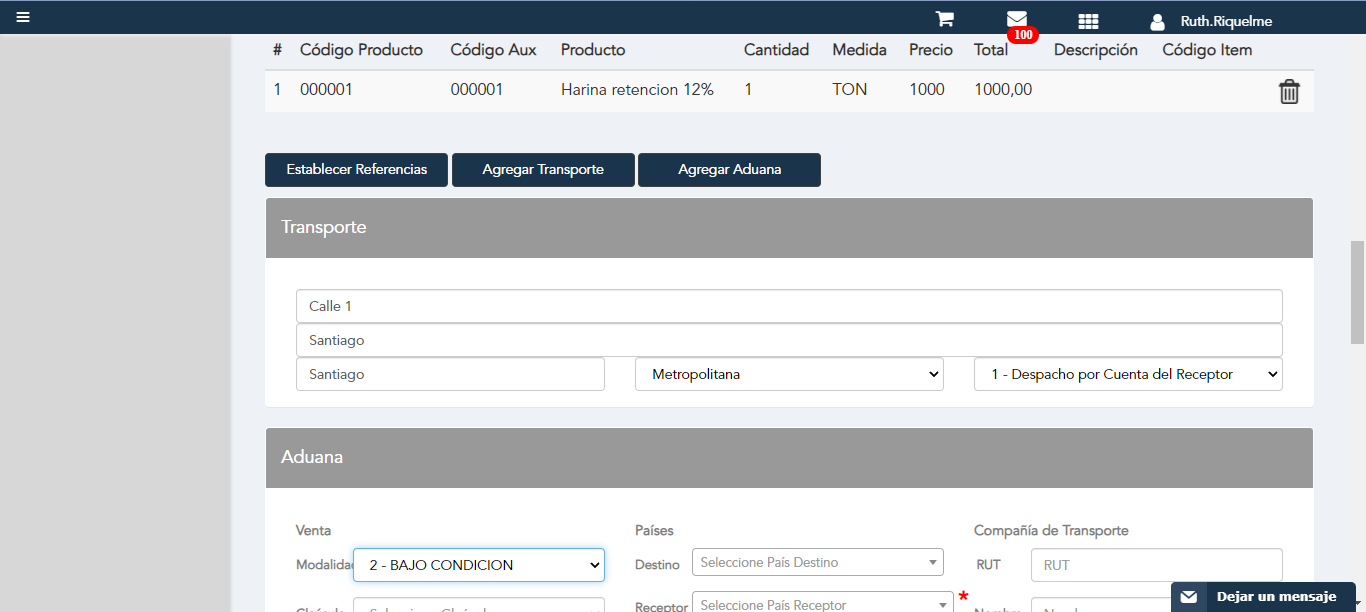 Ruth.Riquelme
100
# Código Producto Código Aux Producto Cantidad Medida Precio Total Descripción Código Item
1 000001 000001 Harina retencion 12% 1 TON 1000 1000,00
Establecer Referencias Agregar Transporte Agregar Aduana
Transporte
Calle 1
Santiago
Santiago Metropolitana 1 - Despacho por Cuenta del Receptor
Aduana
Venta Países Compañía de Transporte
Modalidad 2 - BAJO CONDICION Destino Seleccione País Destino RUT RUT
Receptor Seleccione País Receptor *
Dejar un mensaje